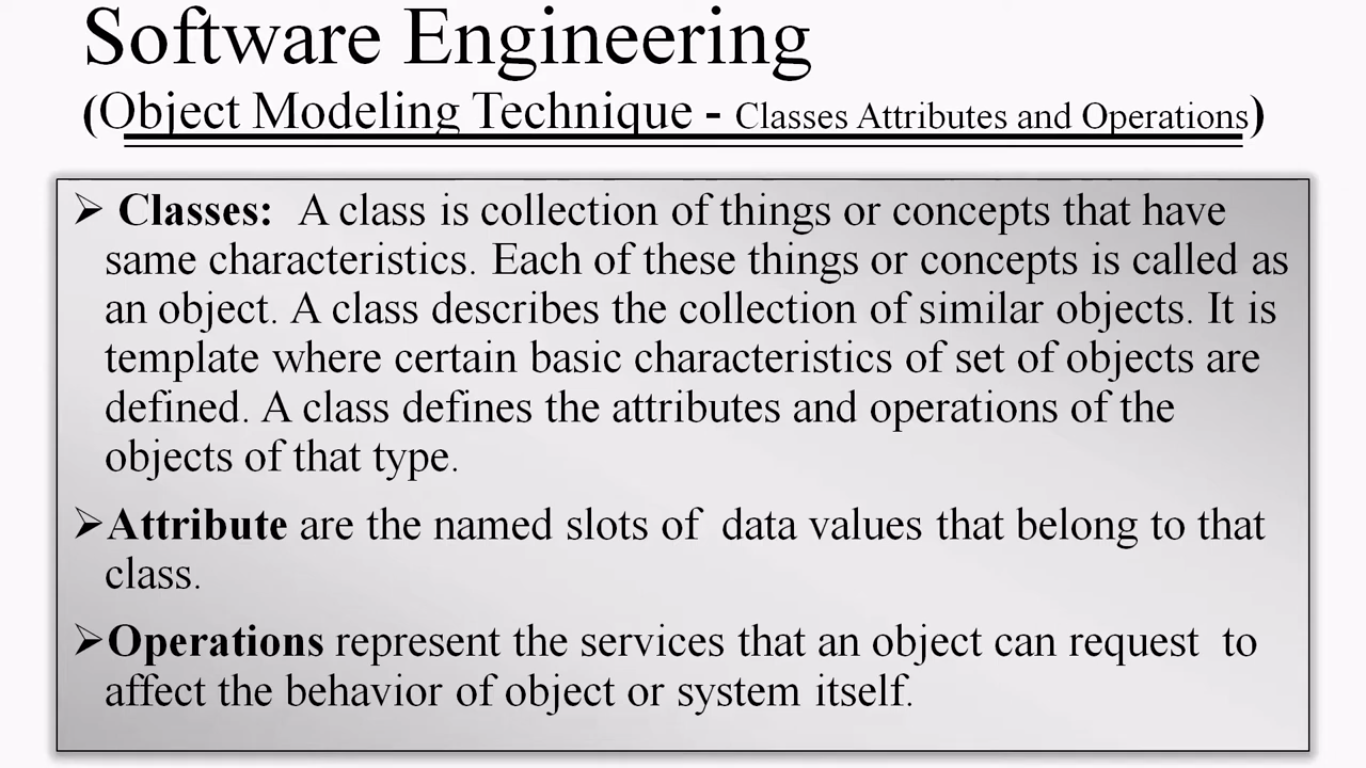 Software Engineering
(Object Modeling Technique - Classes Attributes and Operations)
➢ Classes: A class is collection of things or concepts that have
same characteristics. Each of these things or concepts is called as
an object. A class describes the collection of similar objects. It is
template where certain basic characteristics of set of objects are
defined. A class defines the attributes and operations of the
objects of that type.
➢Attribute are the named slots of data values that belong to that
class.
➢Operations represent the services that an object can request to
affect the behavior of object or system itself.